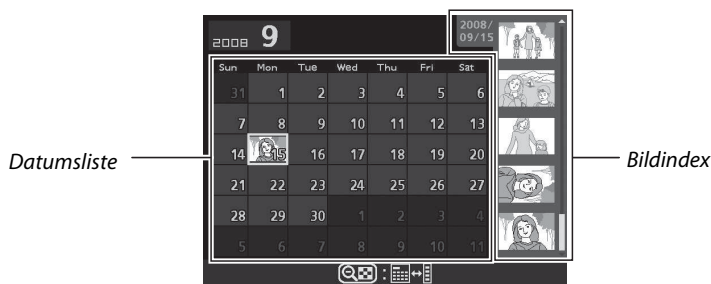 2008 9
2008/
09/15
Sun Mon Tue Wed Thu Fri Sat
31 1 2 3 4 5 6
7 8 9 10 11 12 13
14 15 16 17 18 19 20
21 22 23 24 25 26 27
28 29 30 1 2 3 4
5 6 7 8 9 10 11
Datumsliste
Bildindex
: